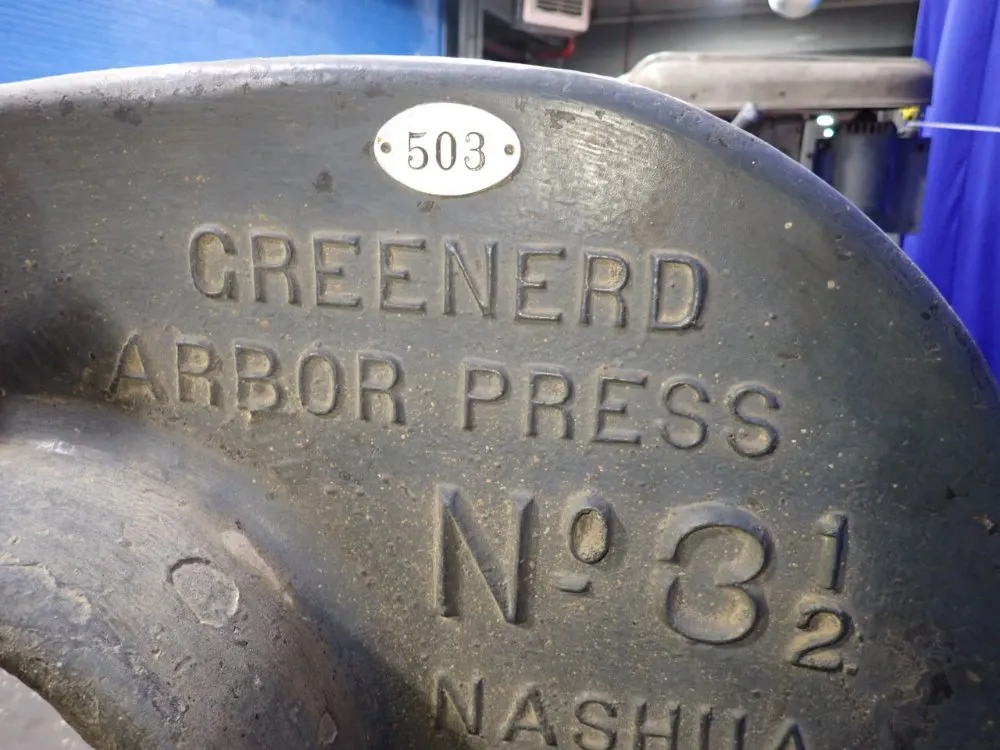 503
GREENERD
ARBOR PRESS
Nº 3 1/2
NASHUA